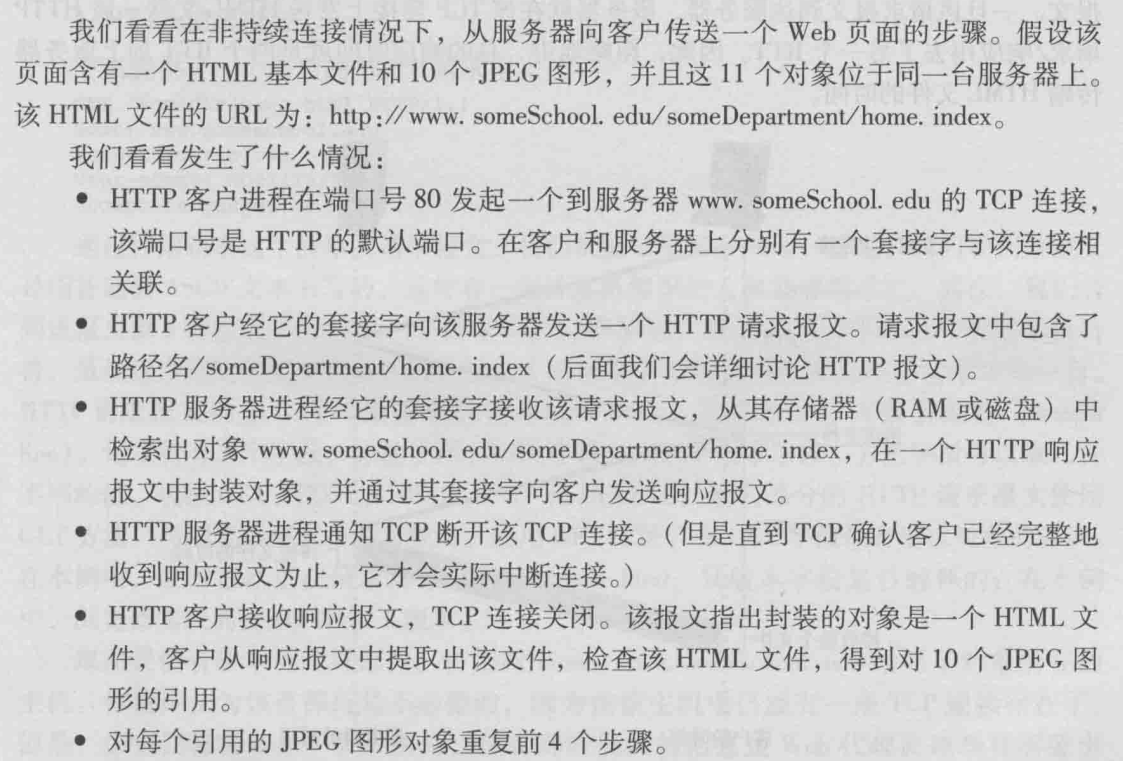 我们看看在非持续连接情况下，从服务器向客户传送一个 Web 页面的步骤。假设该
页面含有一个 HTML 基本文件和 10 个 JPEG 图形，并且这 11 个对象位于同一台服务器上。
该 HTML 文件的 URL 为：http://www.someSchool.edu/someDepartment/home.index。
我们看看发生了什么情况：
• HTTP 客户进程在端口号 80 发起一个到服务器 www.someSchool.edu 的 TCP 连接，
该端口号是 HTTP 的默认端口。在客户和服务器上分别有一个套接字与该连接相
关联。
• HTTP 客户经它的套接字向该服务器发送一个 HTTP 请求报文。请求报文中包含了
路径名/someDepartment/home.index（后面我们会详细讨论 HTTP 报文）。
• HTTP 服务器进程经它的套接字接收该请求报文，从其存储器（RAM 或磁盘）中
检索出对象 www.someSchool.edu/someDepartment/home.index，在一个 HTTP 响应
报文中封装对象，并通过其套接字向客户发送响应报文。
• HTTP 服务器进程通知 TCP 断开该 TCP 连接。（但是直到 TCP 确认客户已经完整地
收到响应报文为止，它才会实际中断连接。）
• HTTP 客户接收响应报文，TCP 连接关闭。该报文指出封装的对象是一个 HTML 文
件，客户从响应报文中提取出该文件，检查该 HTML 文件，得到对 10 个 JPEG 图
形的引用。
• 对每个引用的 JPEG 图形对象重复前 4 个步骤。